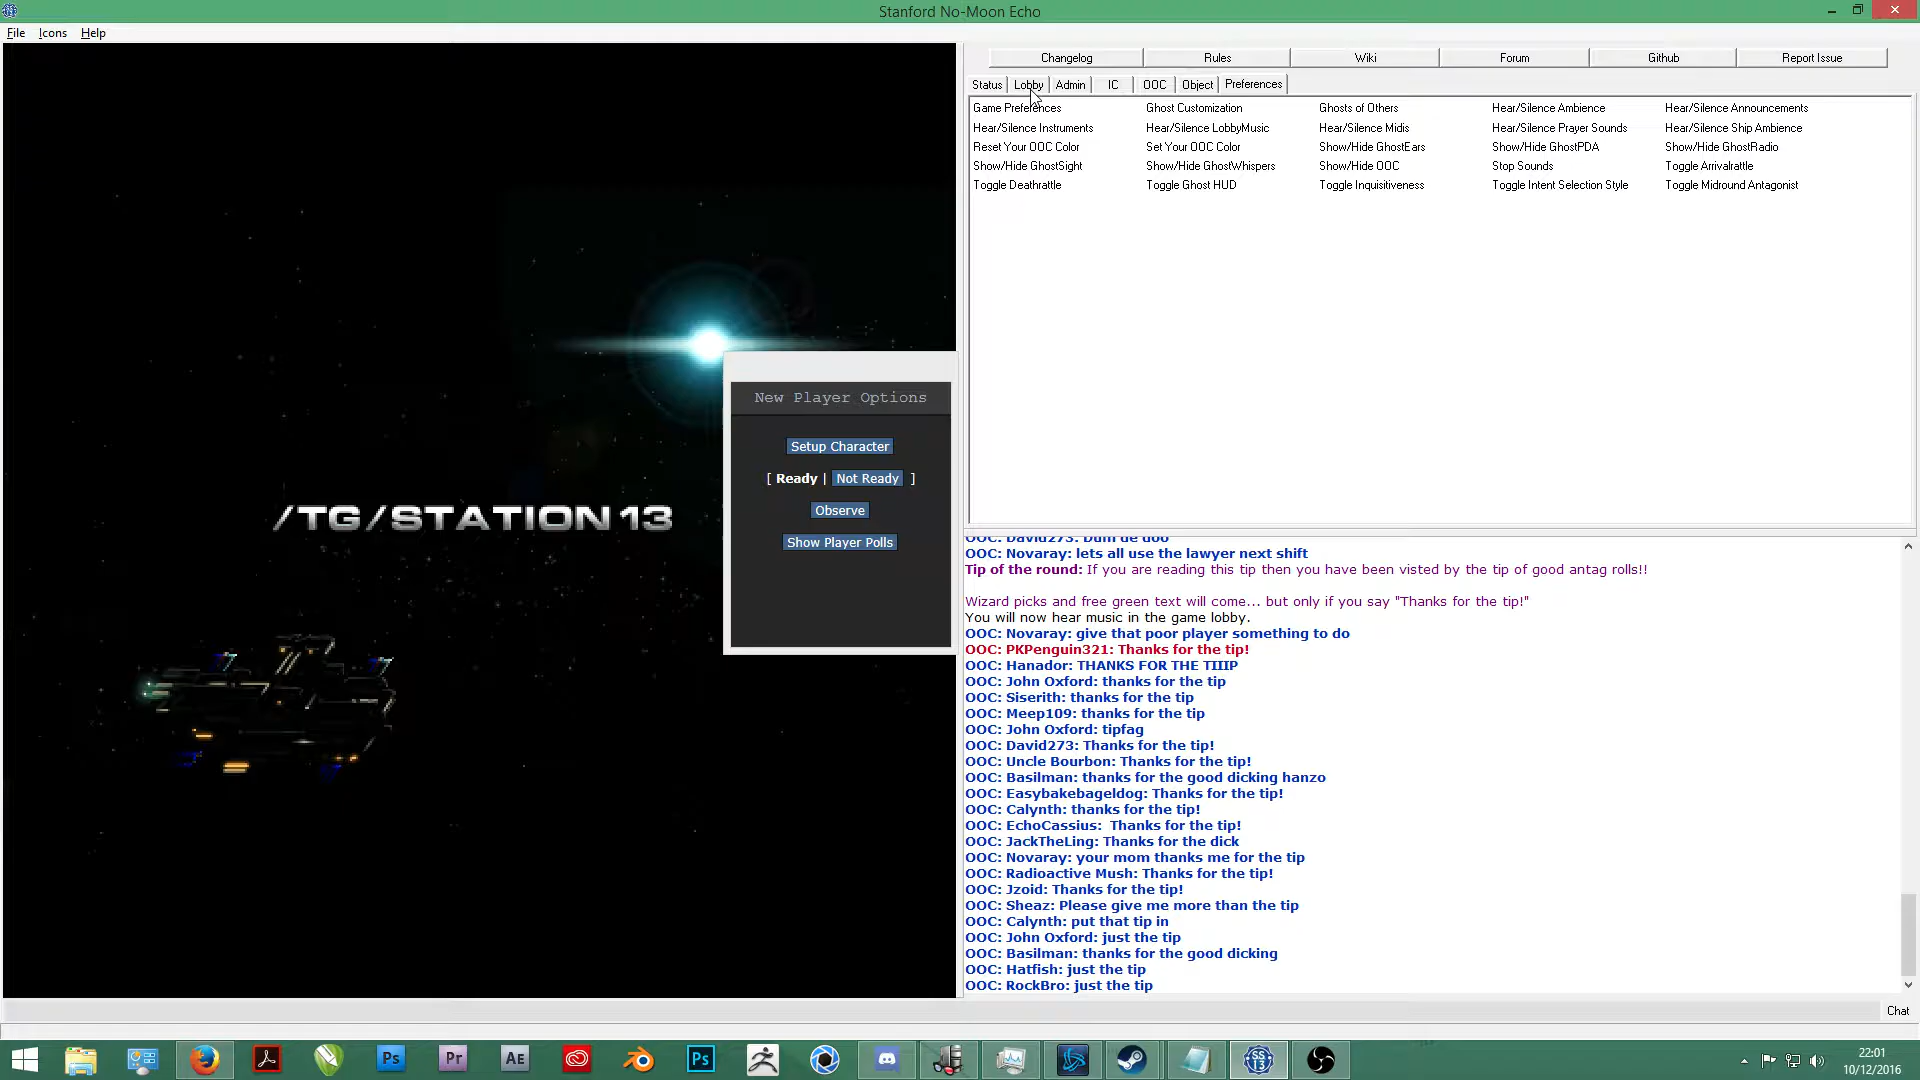 Stanford No-Moon Echo
File Icons Help
Changelog Rules Wiki Forum Github Report Issue
Status Lobby Admin IC OOC Object Preferences
Game Preferences Ghost Customization Ghosts of Others Hear/Silence Ambience Hear/Silence Announcements
Hear/Silence Instruments Hear/Silence LobbyMusic Hear/Silence Midis Hear/Silence Prayer Sounds Hear/Silence Ship Ambience
Reset Your OOC Color Set Your OOC Color Show/Hide GhostEars Show/Hide GhostPDA Show/Hide GhostRadio
Show/Hide GhostSight Show/Hide GhostWhispers Show/Hide OOC Stop Sounds Toggle Arrivalrattle
Toggle Deathrattle Toggle Ghost HUD Toggle Inquisitiveness Toggle Intent Selection Style Toggle Midround Antagonist
New Player Options
Setup Character
[ Ready | Not Ready ]
Observe
Show Player Polls
/TG/STATION 13
OOC: David273: Dum de doo
OOC: Novaray: lets all use the lawyer next shift
Tip of the round: If you are reading this tip then you have been visted by the tip of good antag rolls!!
Wizard picks and free green text will come... but only if you say "Thanks for the tip!"
You will now hear music in the game lobby.
OOC: Novaray: give that poor player something to do
OOC: PKPenguin321: Thanks for the tip!
OOC: Hanador: THANKS FOR THE TIIIP
OOC: John Oxford: thanks for the tip
OOC: Siserith: thanks for the tip
OOC: Meep109: thanks for the tip
OOC: John Oxford: tipfag
OOC: David273: Thanks for the tip!
OOC: Uncle Bourbon: Thanks for the tip!
OOC: Basilman: thanks for the good dicking hanzo
OOC: Easybakebageldog: Thanks for the tip!
OOC: Calynth: thanks for the tip!
OOC: EchoCassius: Thanks for the tip!
OOC: JackTheLing: Thanks for the dick
OOC: Novaray: your mom thanks me for the tip
OOC: Radioactive Mush: Thanks for the tip!
OOC: Jzoid: Thanks for the tip!
OOC: Sheaz: Please give me more than the tip
OOC: Calynth: put that tip in
OOC: John Oxford: just the tip
OOC: Basilman: thanks for the good dicking
OOC: Hatfish: just the tip
OOC: RockBro: just the tip
Chat
Ps Pr AE Ps SS 13
22:01
10/12/2016